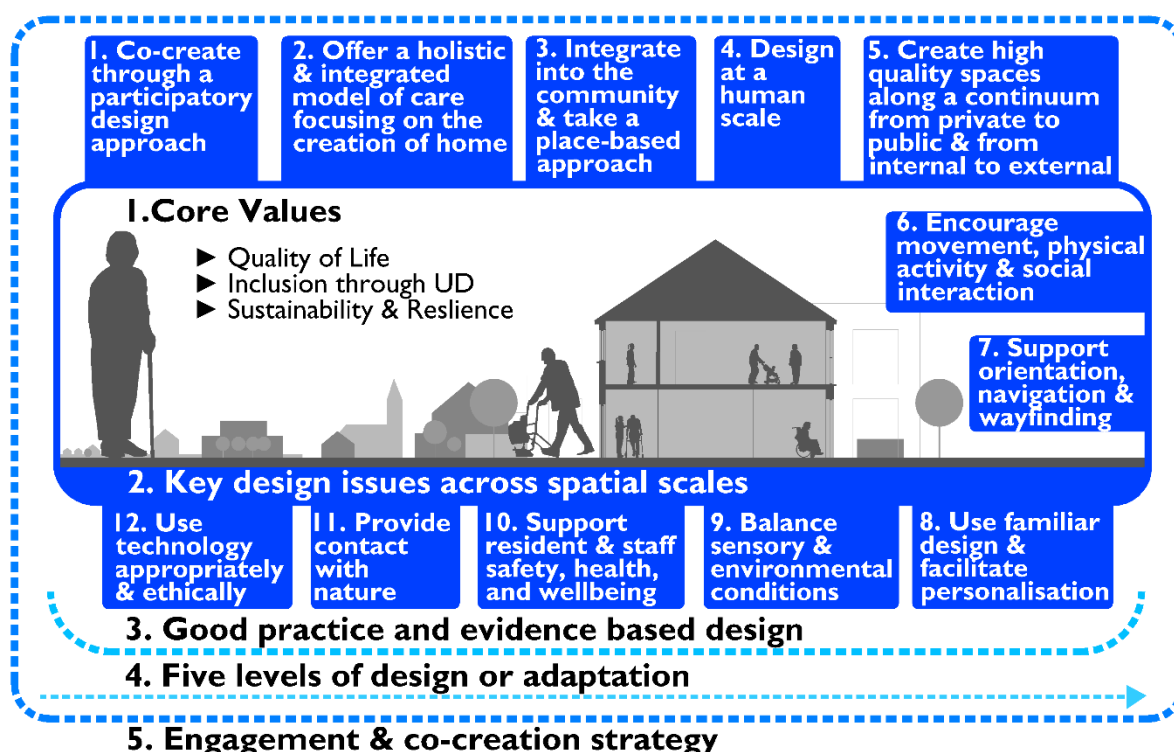 1. Co-create
through a
participatory
design
approach
2. Offer a holistic
& integrated
model of care
focusing on the
creation of home
3. Integrate
into the
community
& take a
place-based
approach
4. Design
at a
human
scale
5. Create high
quality spaces
along a continuum
from private to
public & from
internal to external
1.Core Values
► Quality of Life
► Inclusion through UD
► Sustainability & Reslience
6. Encourage
movement, physical
activity & social
interaction
7. Support
orientation,
navigation &
wayfinding
2. Key design issues across spatial scales
12. Use
technology
appropriately
& ethically
11. Provide
contact
with
nature
10. Support
resident & staff
safety, health,
and wellbeing
9. Balance
sensory &
environmental
conditions
8. Use familiar
design &
facilitate
personalisation
3. Good practice and evidence based design
4. Five levels of design or adaptation
5. Engagement & co-creation strategy